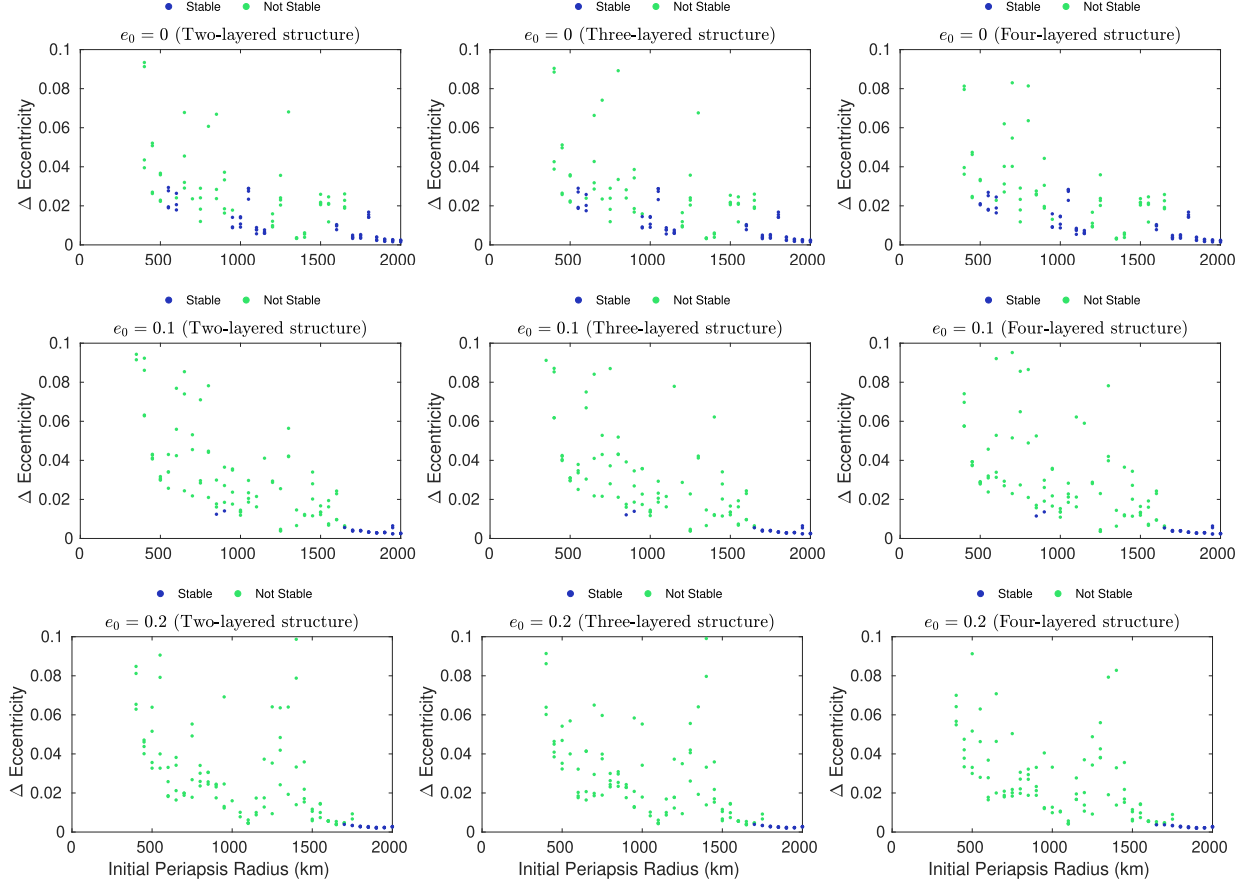 Stable Not Stable Stable Not Stable Stable Not Stable
e₀ = 0 (Two-layered structure) e₀ = 0 (Three-layered structure) e₀ = 0 (Four-layered structure)
0.1 0.1 0.1
0.08 0.08 0.08
0.06 0.06 0.06
0.04 0.04 0.04
0.02 0.02 0.02
0 0 0
Δ Eccentricity Δ Eccentricity Δ Eccentricity
0 500 1000 1500 2000 0 500 1000 1500 2000 0 500 1000 1500 2000
Stable Not Stable Stable Not Stable Stable Not Stable
e₀ = 0.1 (Two-layered structure) e₀ = 0.1 (Three-layered structure) e₀ = 0.1 (Four-layered structure)
0.1 0.1 0.1
0.08 0.08 0.08
0.06 0.06 0.06
0.04 0.04 0.04
0.02 0.02 0.02
0 0 0
Δ Eccentricity Δ Eccentricity Δ Eccentricity
0 500 1000 1500 2000 0 500 1000 1500 2000 0 500 1000 1500 2000
Stable Not Stable Stable Not Stable Stable Not Stable
e₀ = 0.2 (Two-layered structure) e₀ = 0.2 (Three-layered structure) e₀ = 0.2 (Four-layered structure)
0.1 0.1 0.1
0.08 0.08 0.08
0.06 0.06 0.06
0.04 0.04 0.04
0.02 0.02 0.02
0 0 0
Δ Eccentricity Δ Eccentricity Δ Eccentricity
0 500 1000 1500 2000 0 500 1000 1500 2000 0 500 1000 1500 2000
Initial Periapsis Radius (km) Initial Periapsis Radius (km) Initial Periapsis Radius (km)